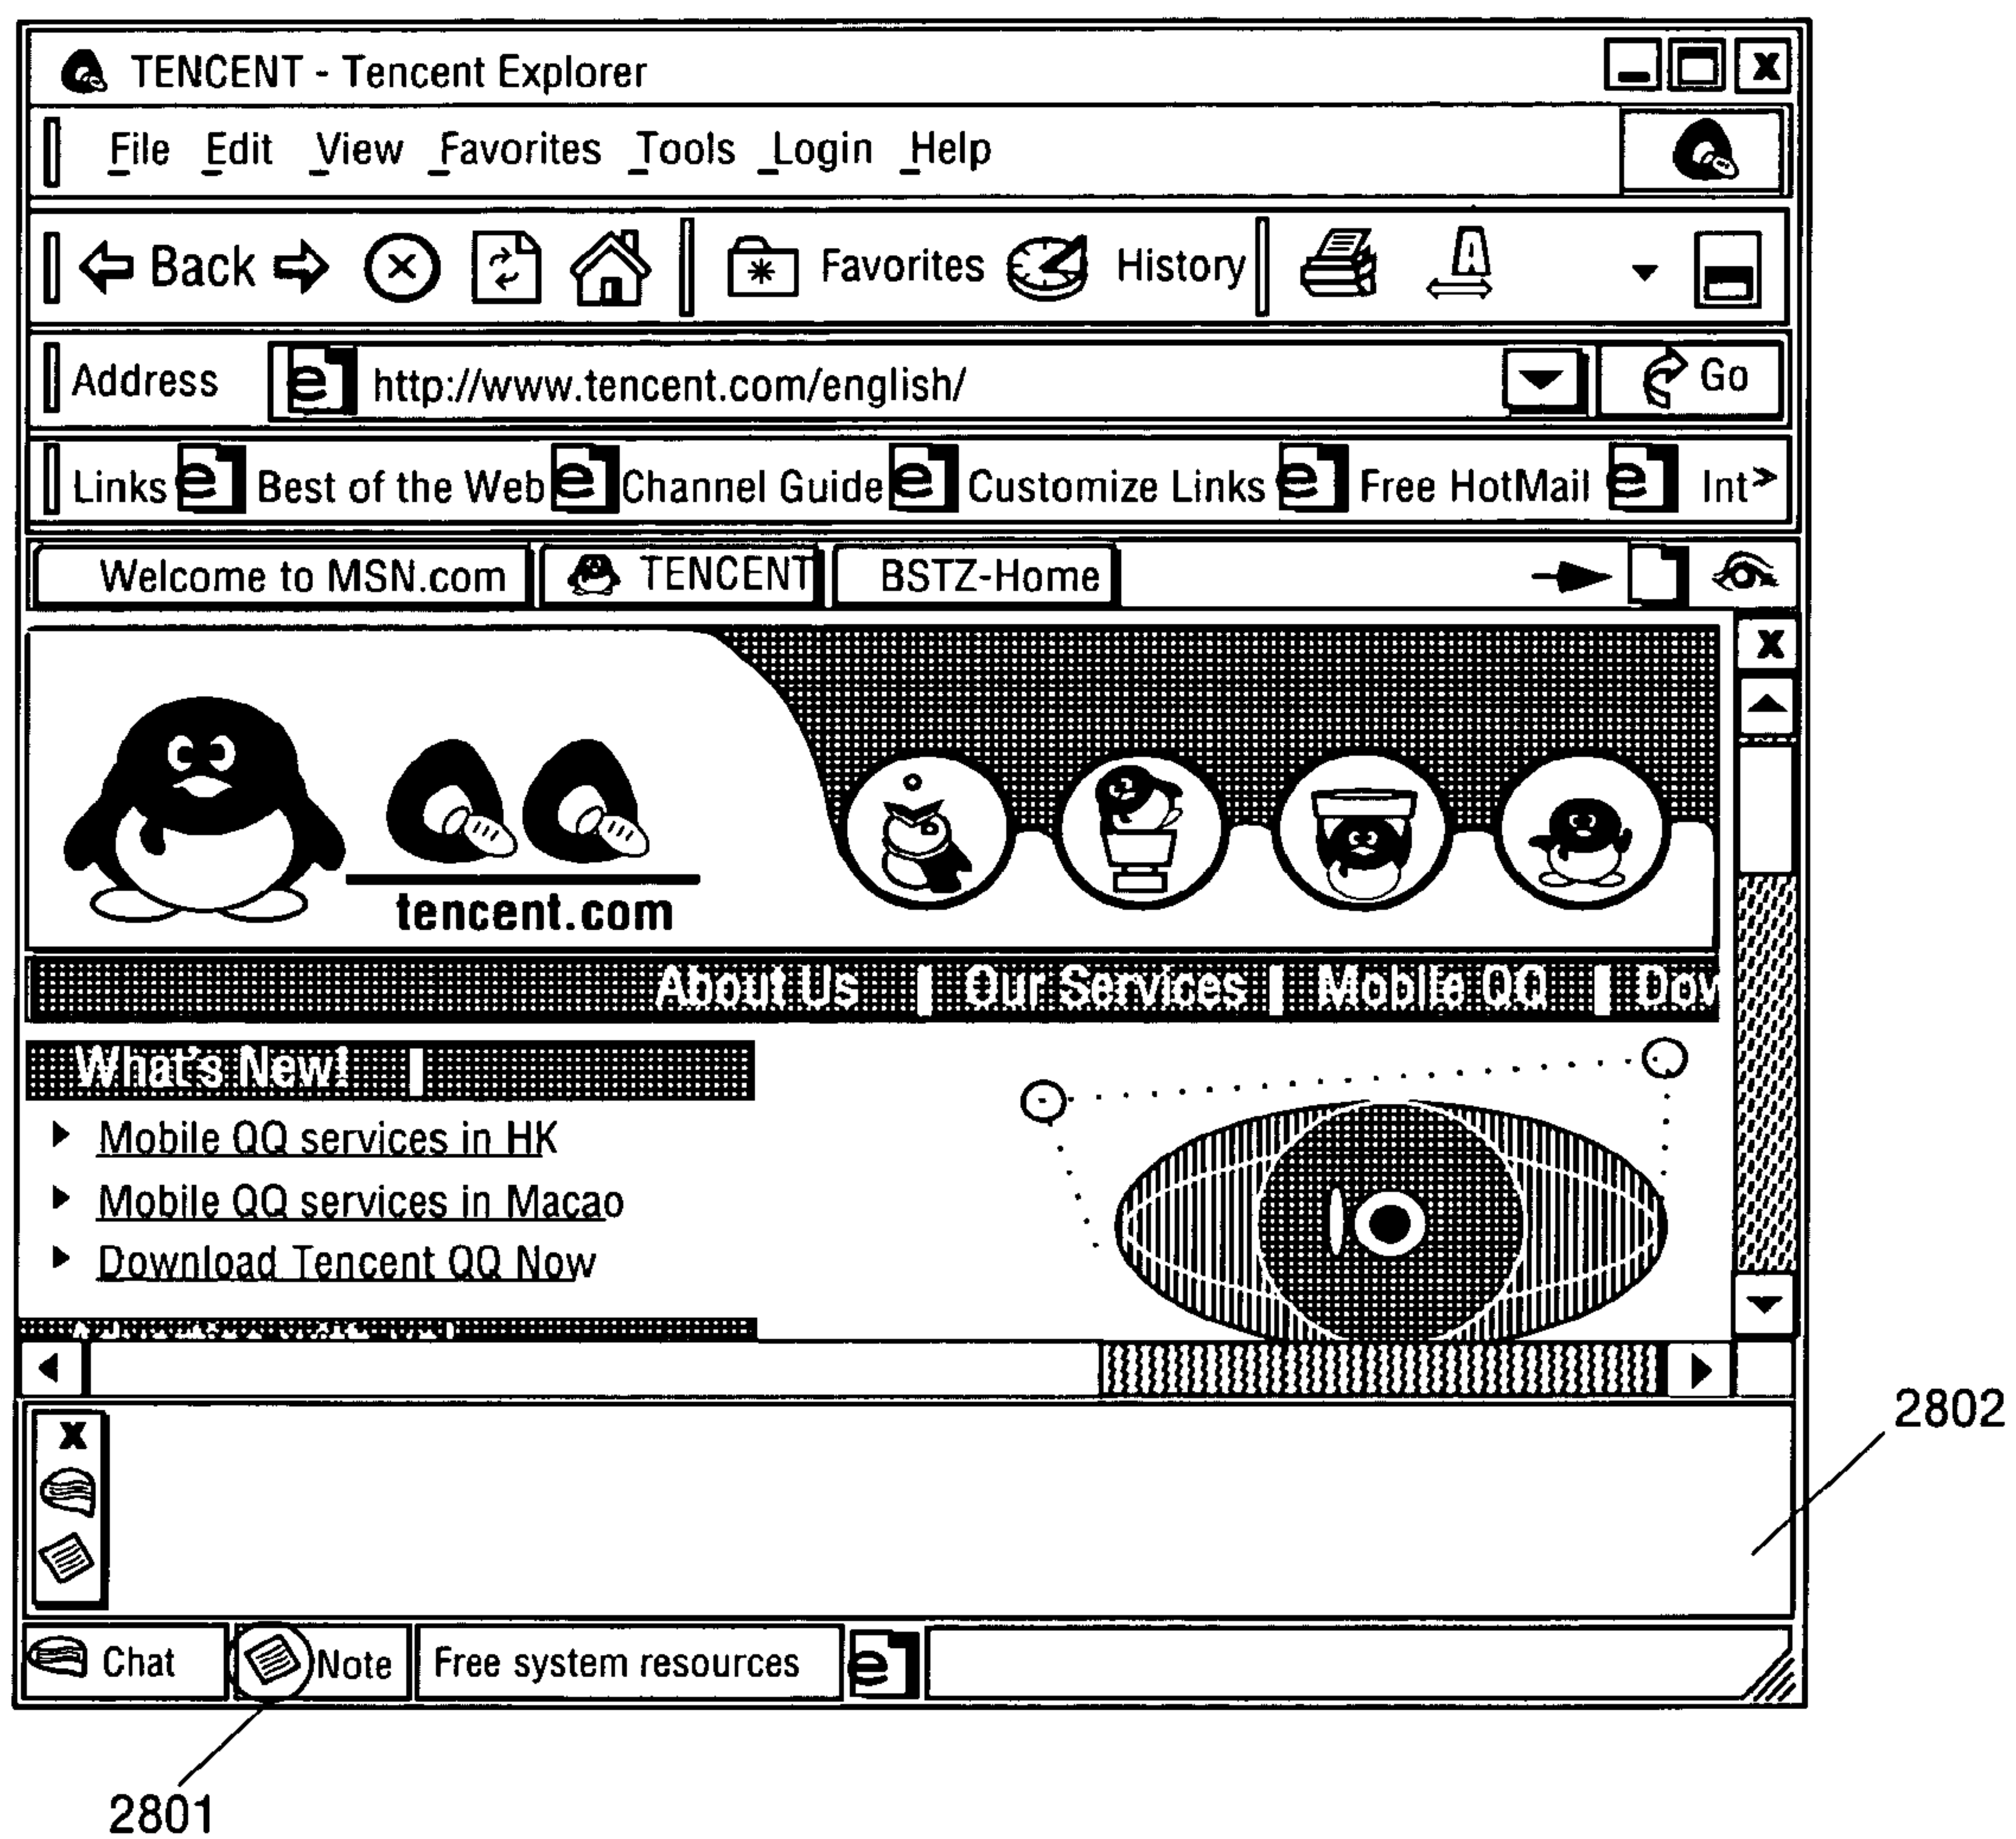 TENCENT - Tencent Explorer
File Edit View Favorites Tools Login Help
Back Favorites History A
Address http://www.tencent.com/english/ Go
Links Best of the Web Channel Guide Customize Links Free HotMail Int >
Welcome to MSN.com TENCENT BSTZ-Home
tencent.com
About Us Our Services Mobile QQ Dow
What's New!
Mobile QQ services in HK
Mobile QQ services in Macao
Download Tencent QQ Now
2802
Chat Note Free system resources
2801